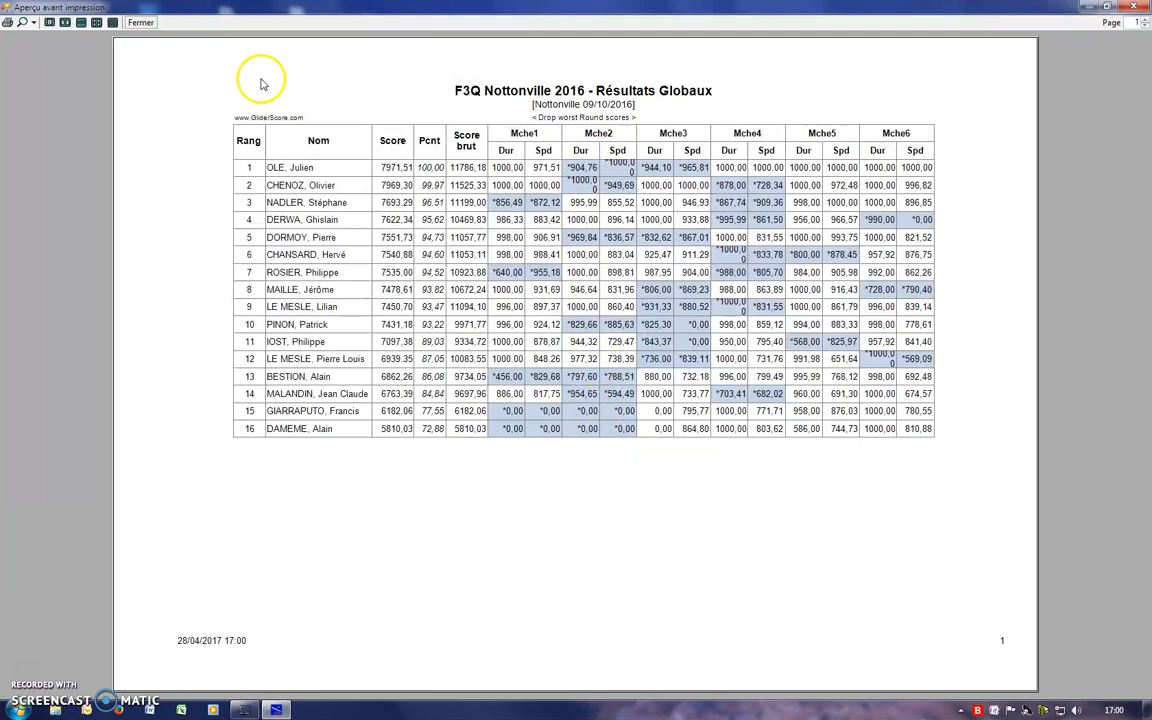 Aperçu avant impression
Fermer
Page 1
F3Q Nottonville 2016 - Résultats Globaux
[Nottonville 09/10/2016]
www.GliderScore.com < Drop worst Round scores >
Rang Nom Score Pcnt Score brut Mche1 Mche2 Mche3 Mche4 Mche5 Mche6
Dur Spd Dur Spd Dur Spd Dur Spd Dur Spd Dur Spd
1 OLE, Julien 7971,51 100,00 11786,18 1000,00 971,51 *904,76 *1000,00 *944,10 *965,81 1000,00 1000,00 1000,00 1000,00 1000,00 1000,00
2 CHENOZ, Olivier 7969,30 99,97 11525,33 1000,00 1000,00 *1000,00 *949,69 1000,00 1000,00 *878,00 *728,34 1000,00 972,48 1000,00 996,82
3 NADLER, Stéphane 7693,29 96,51 11199,00 *856,49 *872,12 995,99 855,52 1000,00 946,93 *867,74 *909,36 998,00 1000,00 1000,00 896,85
4 DERWA, Ghislain 7622,34 95,62 10469,83 986,33 883,42 1000,00 896,14 1000,00 933,88 *995,99 *861,50 956,00 966,57 *990,00 *0,00
5 DORMOY, Pierre 7551,73 94,73 11057,77 998,00 906,91 *969,84 *836,57 *832,62 *867,01 1000,00 831,55 1000,00 993,75 1000,00 821,52
6 CHANSARD, Hervé 7540,88 94,60 11053,11 998,00 988,41 1000,00 883,04 925,47 911,29 *1000,00 *833,78 *800,00 *878,45 957,92 876,75
7 ROSIER, Philippe 7535,00 94,52 10923,88 *640,00 *955,18 1000,00 898,81 987,95 904,00 *988,00 *805,70 984,00 905,98 992,00 862,26
8 MAILLE, Jérôme 7478,61 93,82 10672,24 1000,00 931,69 946,64 831,96 *806,00 *869,23 988,00 863,89 1000,00 916,43 *728,00 *790,40
9 LE MESLE, Lilian 7450,70 93,47 11094,10 996,00 897,37 1000,00 860,40 *931,33 *880,52 *1000,00 *831,55 1000,00 861,79 996,00 839,14
10 PINON, Patrick 7431,18 93,22 9971,77 996,00 924,12 *829,66 *885,63 *825,30 *0,00 998,00 859,12 994,00 883,33 998,00 778,61
11 IOST, Philippe 7097,38 89,03 9334,72 1000,00 878,87 944,32 729,47 *843,37 *0,00 950,00 795,40 *568,00 *825,97 957,92 841,40
12 LE MESLE, Pierre Louis 6939,35 87,05 10083,55 1000,00 848,26 977,32 738,39 *736,00 *839,11 1000,00 731,76 991,98 651,64 *1000,00 *569,09
13 BESTION, Alain 6862,26 86,08 9734,05 *456,00 *829,68 *797,60 *788,51 880,00 732,18 996,00 799,49 995,95 768,12 998,00 692,48
14 MALANDIN, Jean Claude 6763,39 84,84 9697,96 886,00 817,75 *954,65 *594,49 1000,00 733,77 *703,41 *682,02 960,00 691,30 1000,00 674,57
15 GIARRAPUTO, Francis 6182,06 77,55 6182,06 *0,00 *0,00 *0,00 *0,00 0,00 795,77 1000,00 771,71 958,00 876,03 1000,00 780,55
16 DAMEME, Alain 5810,03 72,88 5810,03 *0,00 *0,00 *0,00 *0,00 0,00 864,80 1000,00 803,62 586,00 744,73 1000,00 810,88
28/04/2017 17:00 1
RECORDED WITH
SCREENCAST MATIC
17:00